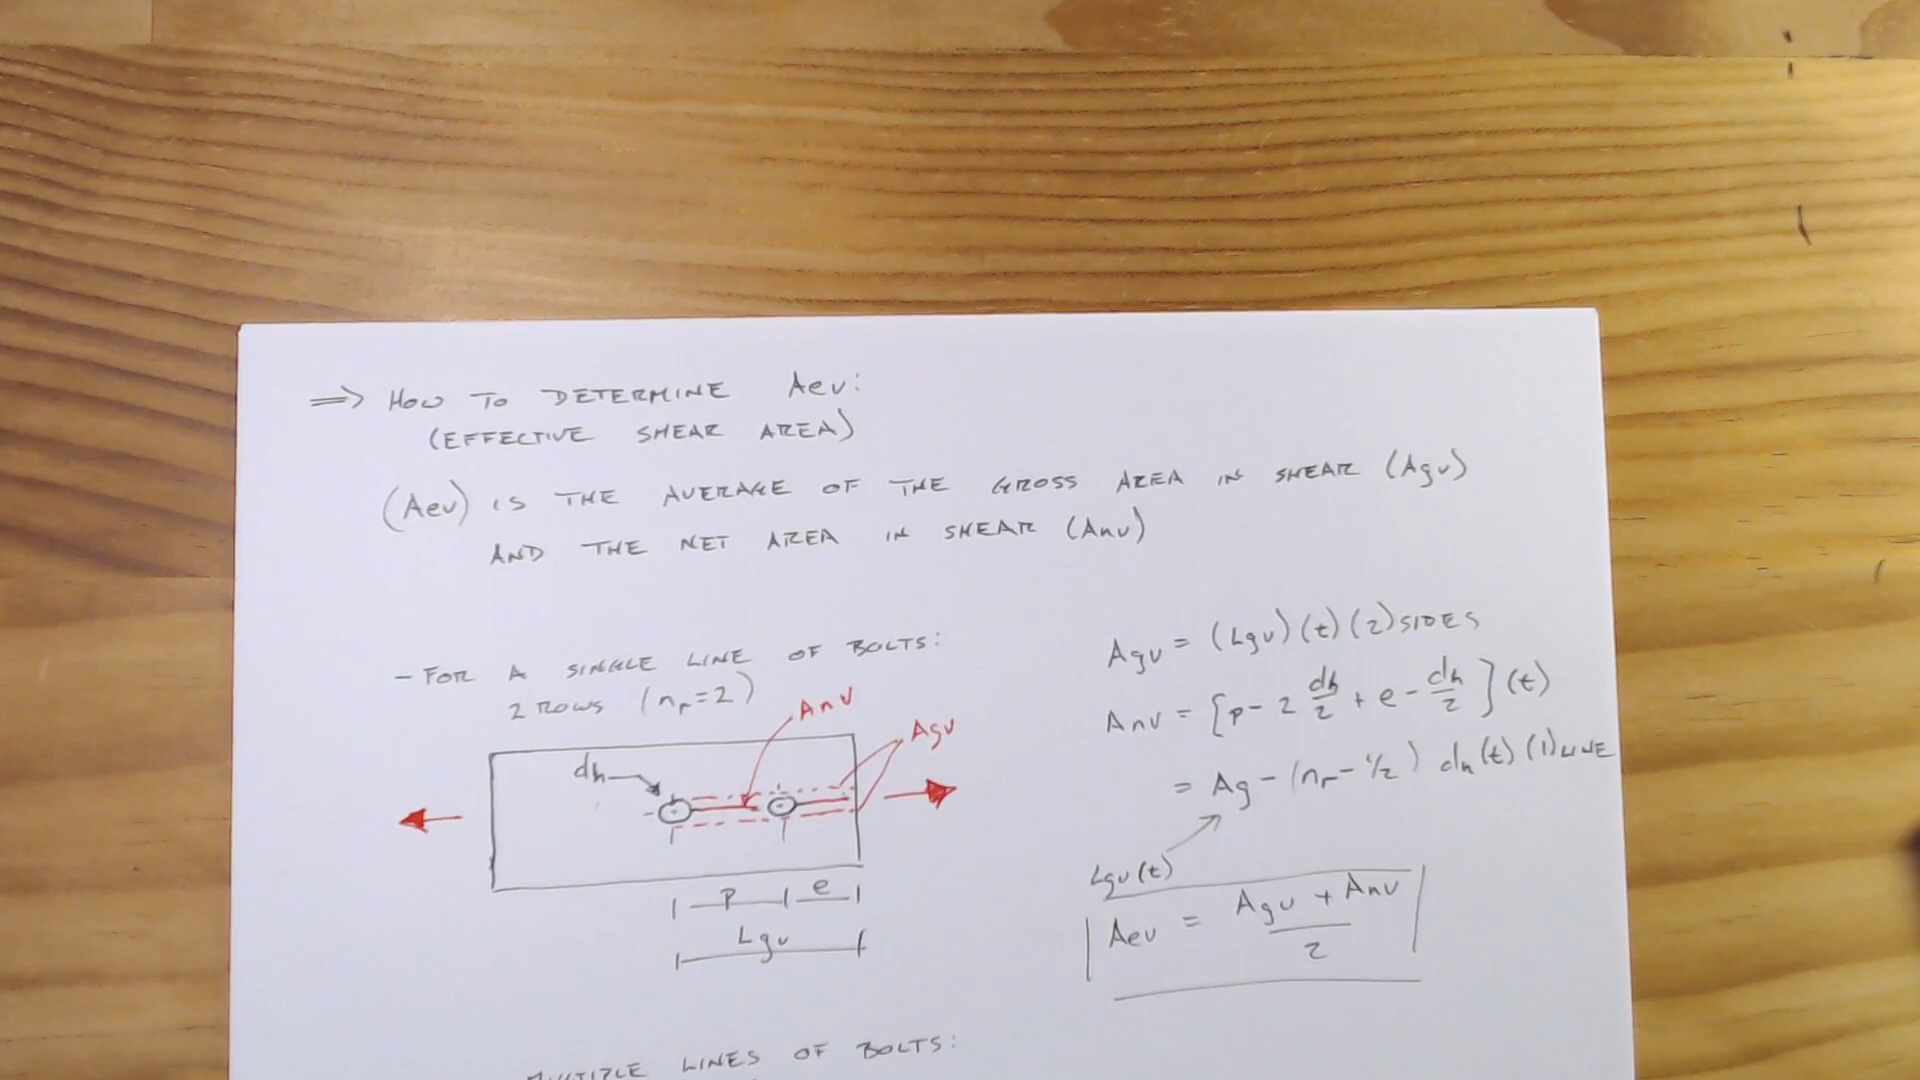 ⇒ HOW TO DETERMINE Aev:
(EFFECTIVE SHEAR AREA)
(Aev) IS THE AVERAGE OF THE GROSS AREA IN SHEAR (Agv)
AND THE NET AREA IN SHEAR (Anv)
- FOR A SINGLE LINE OF BOLTS:
2 ROWS (nr=2)
Anv
Agv
dh
p
e
Lgv
Agv = (Lgv)(t)(2) SIDES
Anv = [p - 2 dh/2 + e - dh/2](t)
= Ag - (nr - 1/2) dh(t)(1) LINE
Lgv(t)
Aev = Agv + Anv / 2
MULTIPLE LINES OF BOLTS: